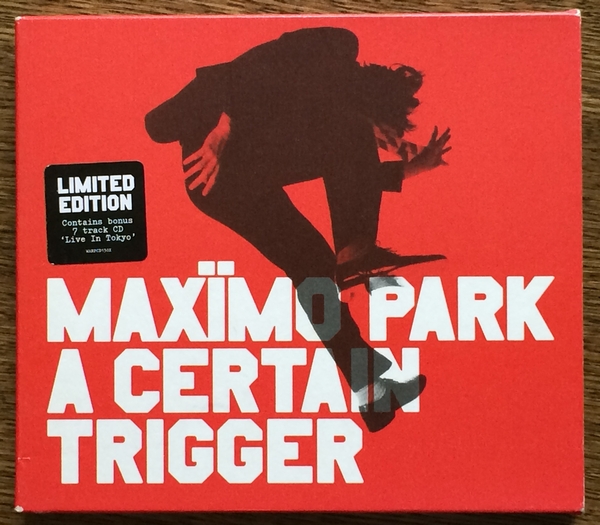 LIMITED
EDITION
Contains bonus
7 track CD
'Live In Tokyo'
MAXÏMO PARK
A CERTAIN
TRIGGER